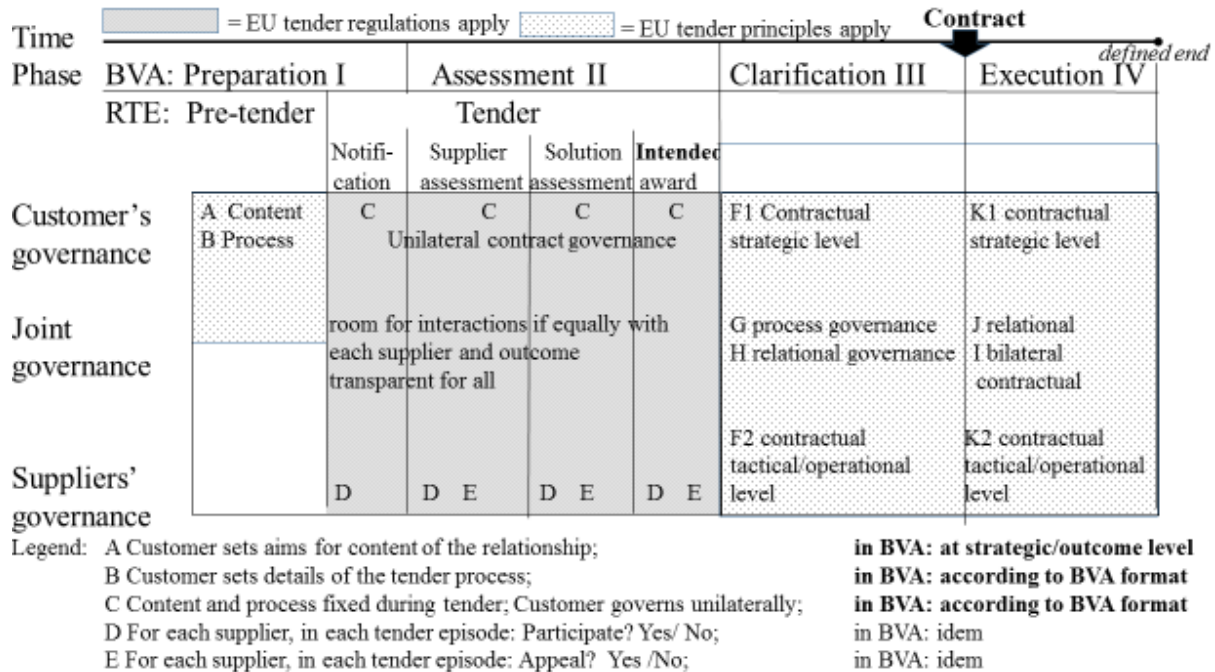 = EU tender regulations apply = EU tender principles apply Contract
Time
defined end
Phase BVA: Preparation I Assessment II Clarification III Execution IV
RTE: Pre-tender Tender
Notifi- Supplier Solution Intended
cation assessment assessment award
Customer's A Content C C C C F1 Contractual K1 contractual
governance B Process Unilateral contract governance strategic level strategic level
Joint room for interactions if equally with G process governance J relational
governance each supplier and outcome H relational governance I bilateral
transparent for all contractual
F2 contractual K2 contractual
tactical/operational tactical/operational
Suppliers' D D E D E D E level level
governance
Legend: A Customer sets aims for content of the relationship; in BVA: at strategic/outcome level
B Customer sets details of the tender process; in BVA: according to BVA format
C Content and process fixed during tender; Customer governs unilaterally; in BVA: according to BVA format
D For each supplier, in each tender episode: Participate? Yes/ No; in BVA: idem
E For each supplier, in each tender episode: Appeal? Yes /No; in BVA: idem